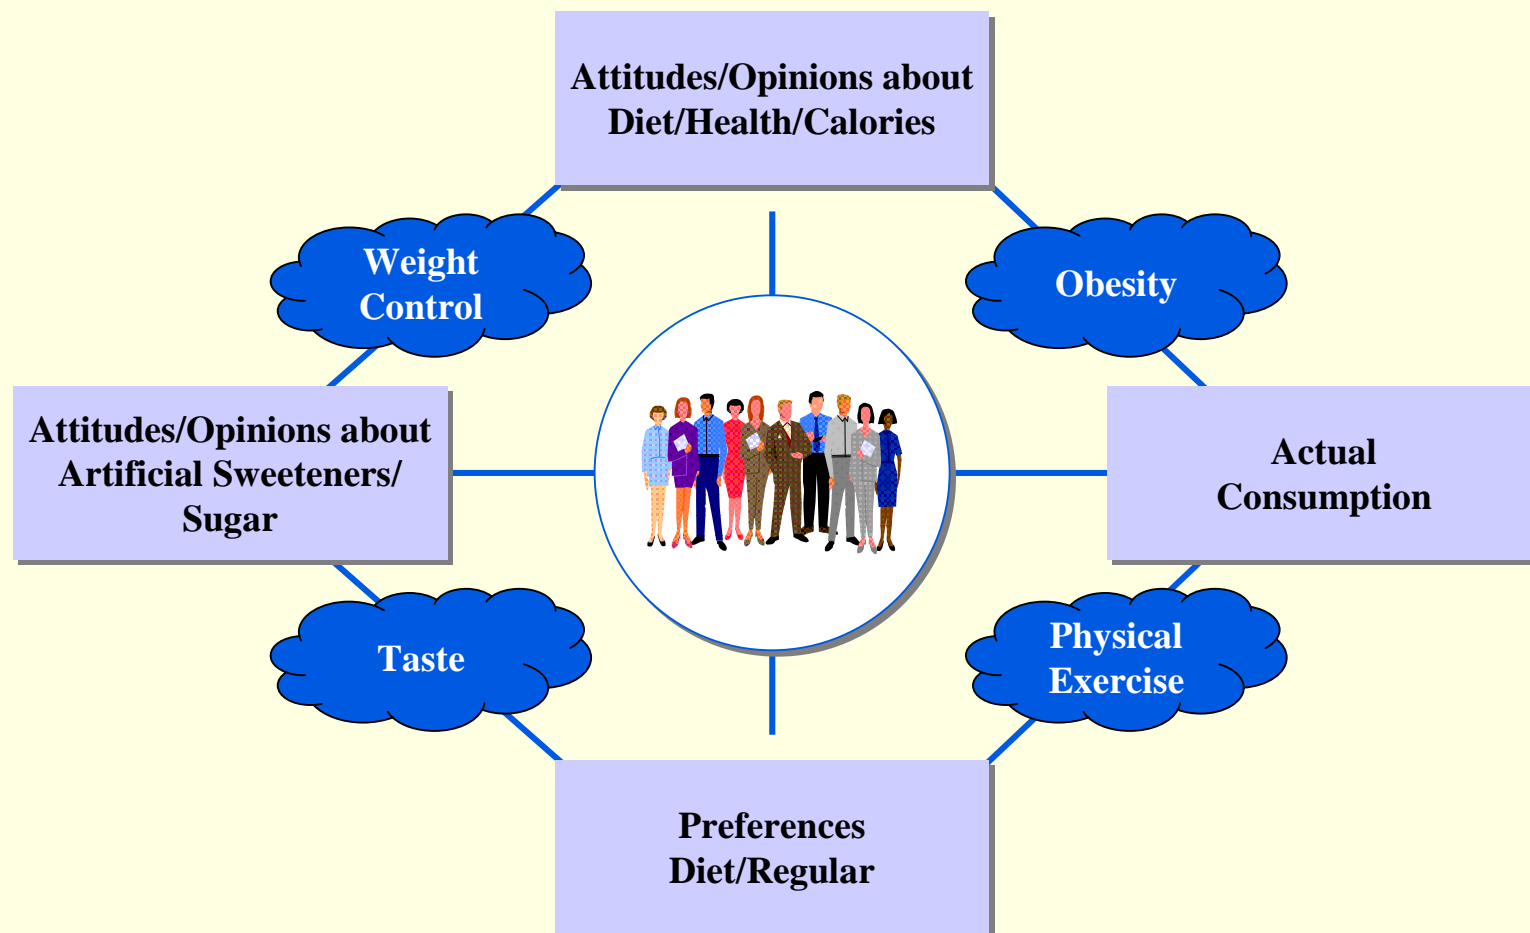 Attitudes/Opinions about
Diet/Health/Calories
Weight
Control
Obesity
Attitudes/Opinions about
Artificial Sweeteners/
Sugar
Actual
Consumption
Taste
Physical
Exercise
Preferences
Diet/Regular